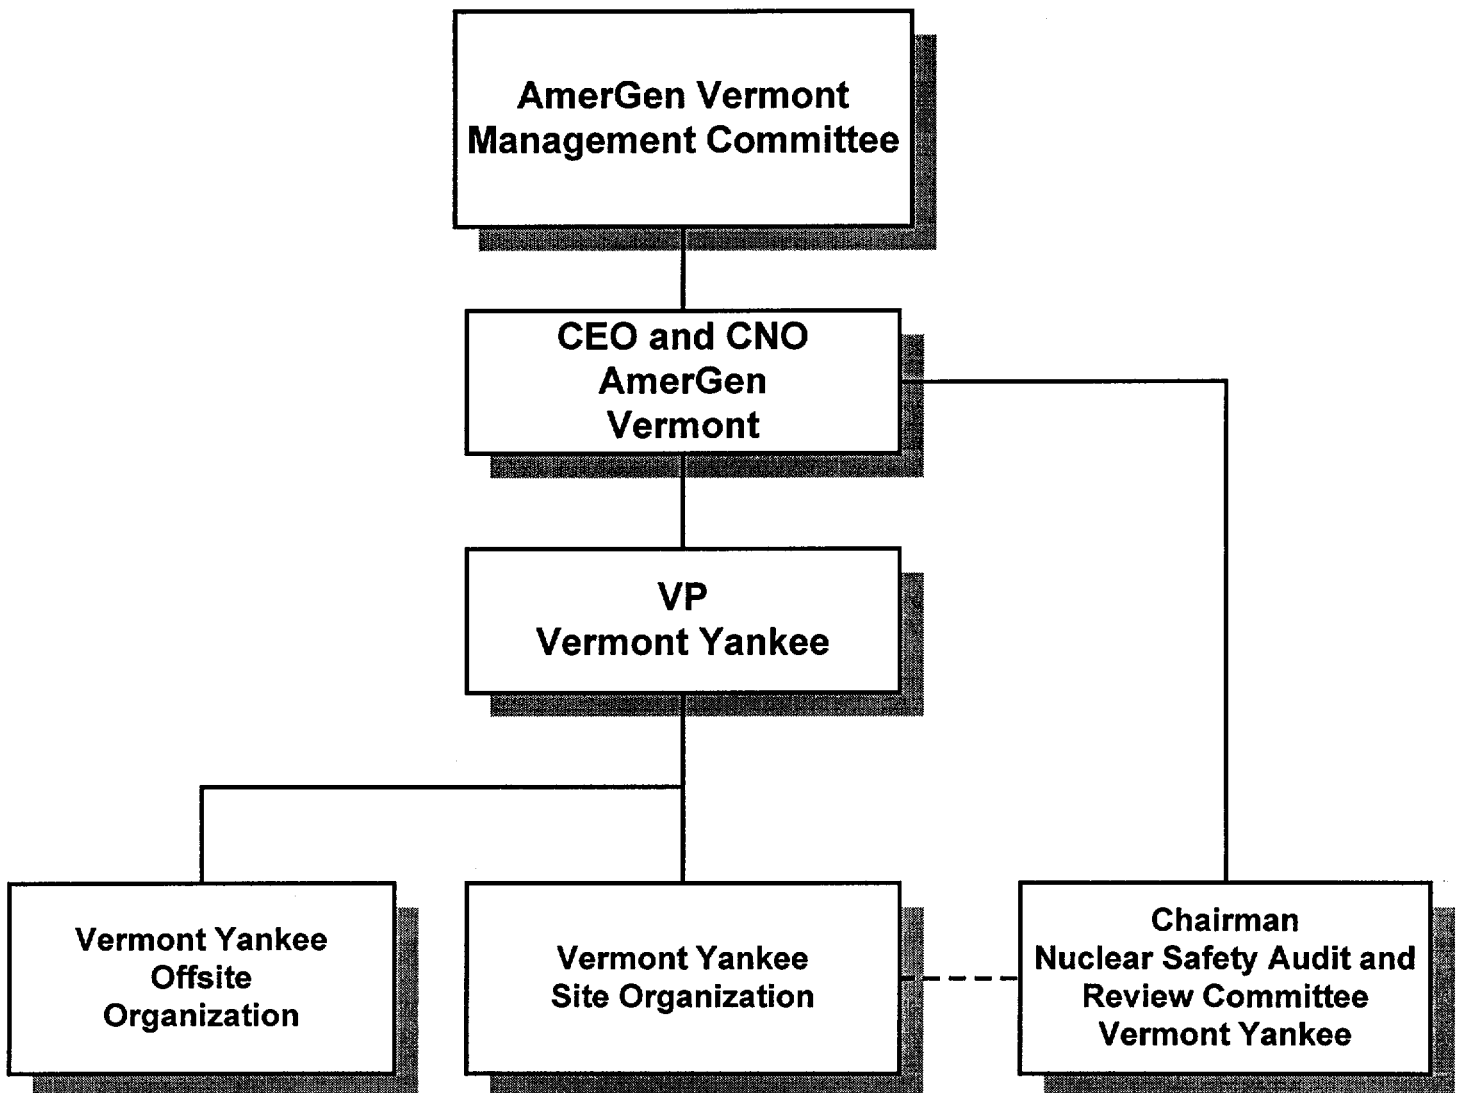 AmerGen Vermont
Management Committee
CEO and CNO
AmerGen
Vermont
VP
Vermont Yankee
Vermont Yankee
Offsite
Organization
Vermont Yankee
Site Organization
Chairman
Nuclear Safety Audit and
Review Committee
Vermont Yankee